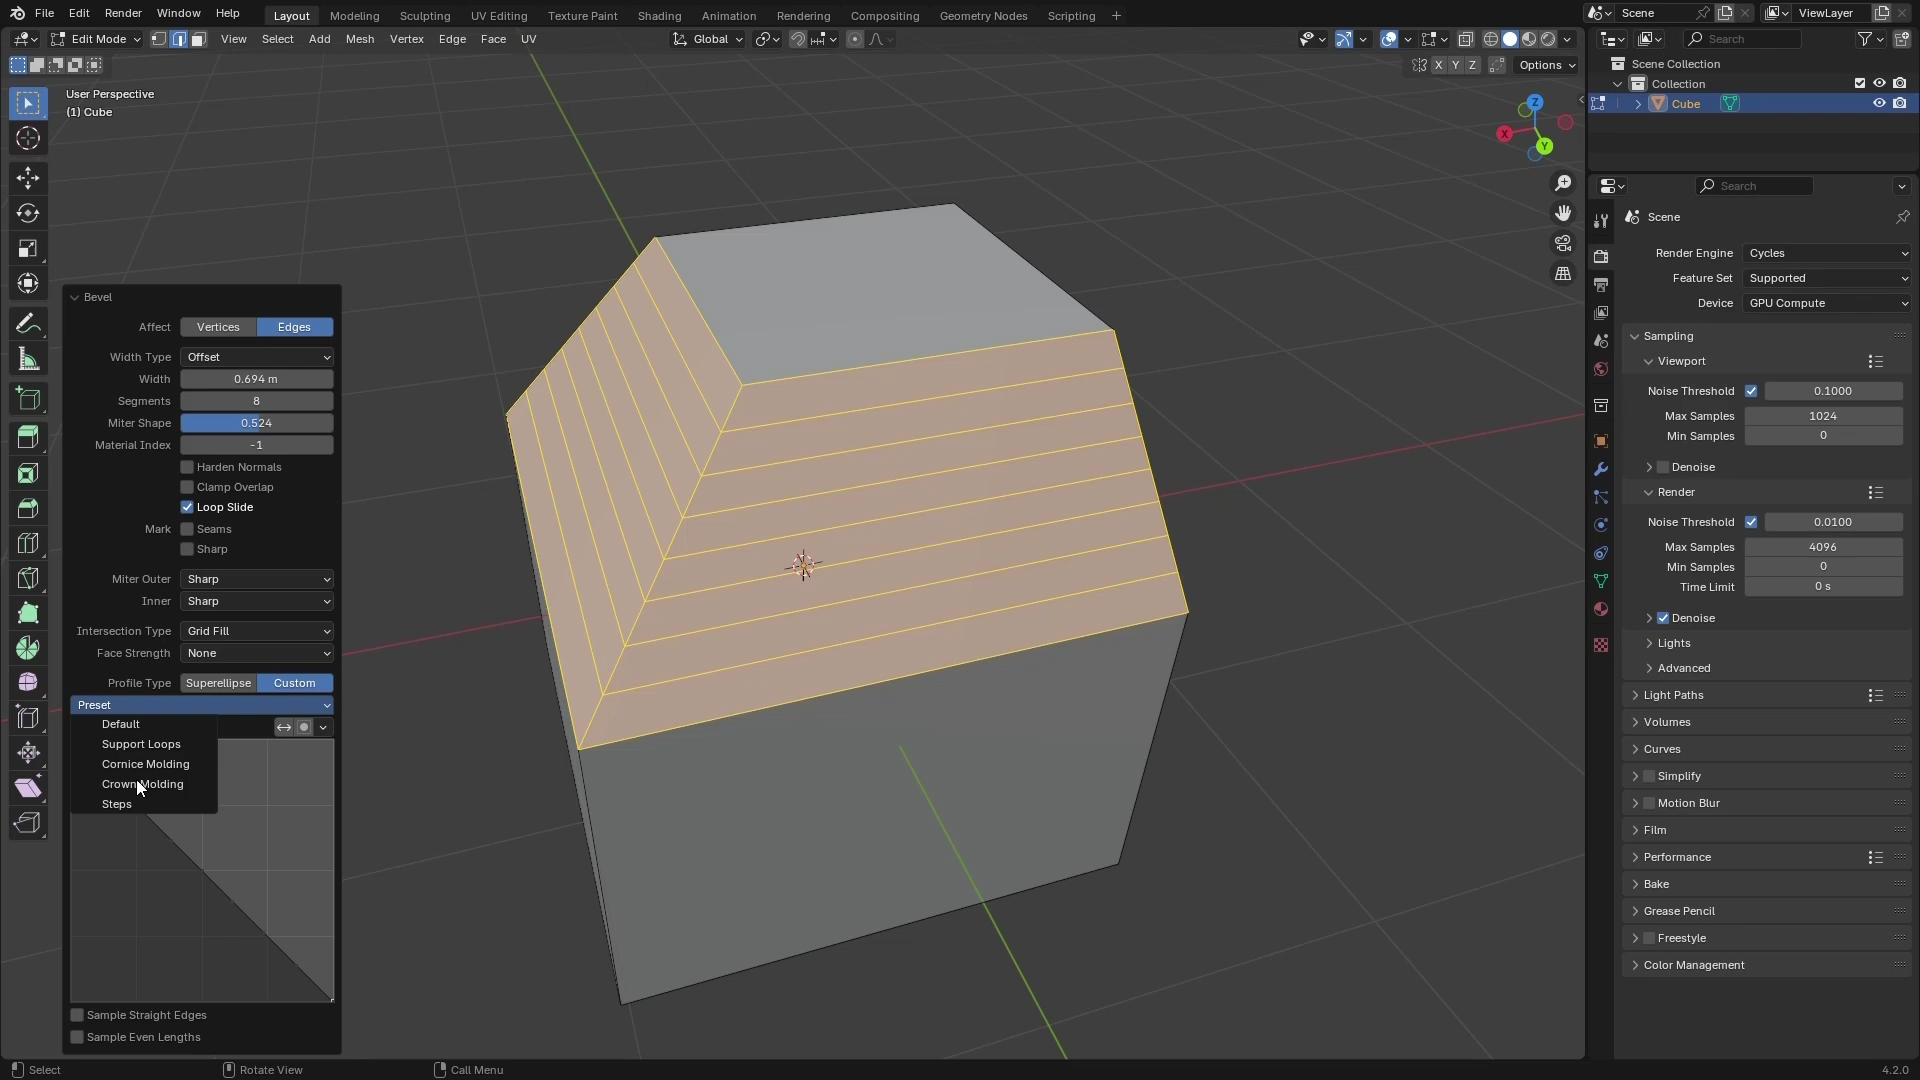 File Edit Render Window Help Layout Modeling Sculpting UV Editing Texture Paint Shading Animation Rendering Compositing Geometry Nodes Scripting + Scene ViewLayer
Edit Mode View Select Add Mesh Vertex Edge Face UV Global Search
X Y Z Options
Scene Collection
Collection
Cube
User Perspective
(1) Cube
Z
X
Y
Search
Scene
Render Engine Cycles
Feature Set Supported
Device GPU Compute
Sampling
Viewport
Noise Threshold 0.1000
Max Samples 1024
Min Samples 0
Denoise
Render
Noise Threshold 0.0100
Max Samples 4096
Min Samples 0
Time Limit 0 s
Denoise
Lights
Advanced
Light Paths
Volumes
Curves
Simplify
Motion Blur
Film
Performance
Bake
Grease Pencil
Freestyle
Color Management
Bevel
Affect Vertices Edges
Width Type Offset
Width 0.694 m
Segments 8
Miter Shape 0.524
Material Index -1
Harden Normals
Clamp Overlap
Loop Slide
Mark Seams
Sharp
Miter Outer Sharp
Inner Sharp
Intersection Type Grid Fill
Face Strength None
Profile Type Superellipse Custom
Preset
Default
Support Loops
Cornice Molding
Crown Molding
Steps
Sample Straight Edges
Sample Even Lengths
Select Rotate View Call Menu 4.2.0